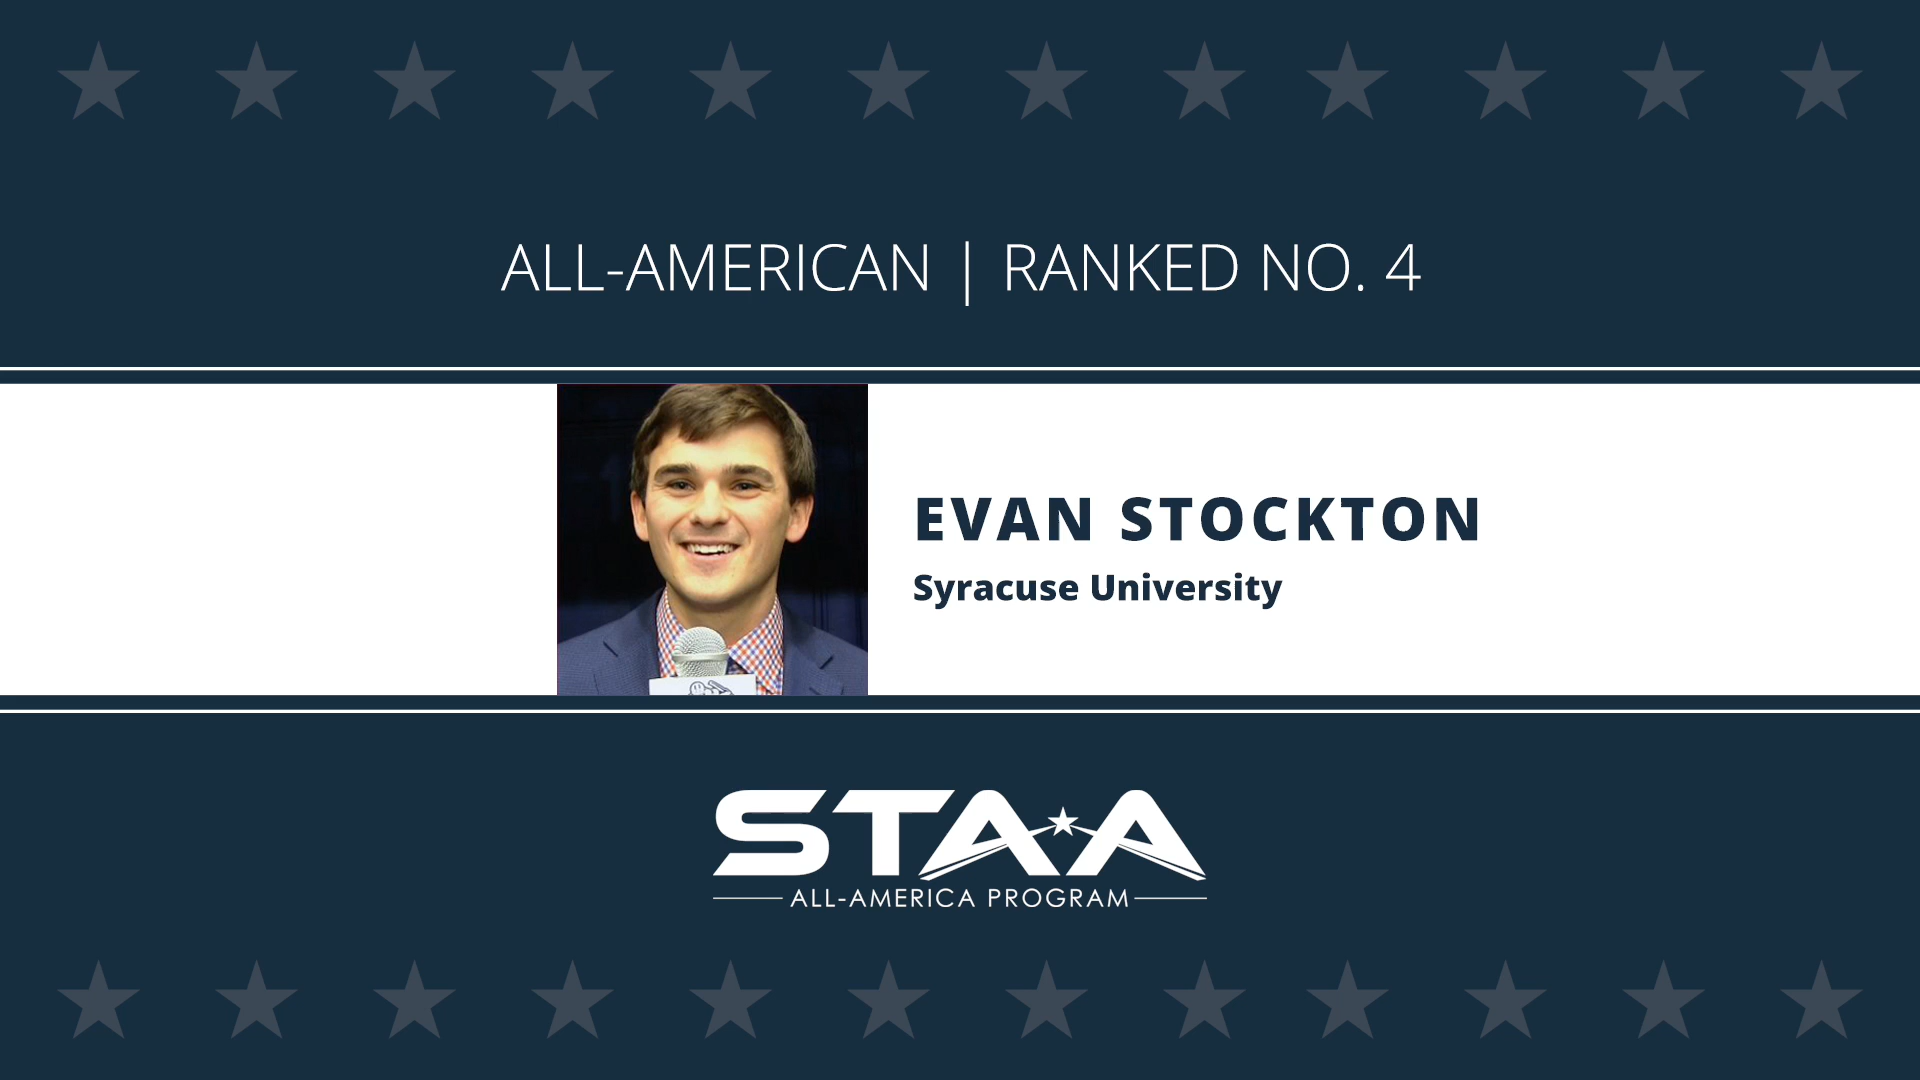 ALL-AMERICAN | RANKED NO. 4
EVAN STOCKTON
Syracuse University
STAA
ALL-AMERICA PROGRAM